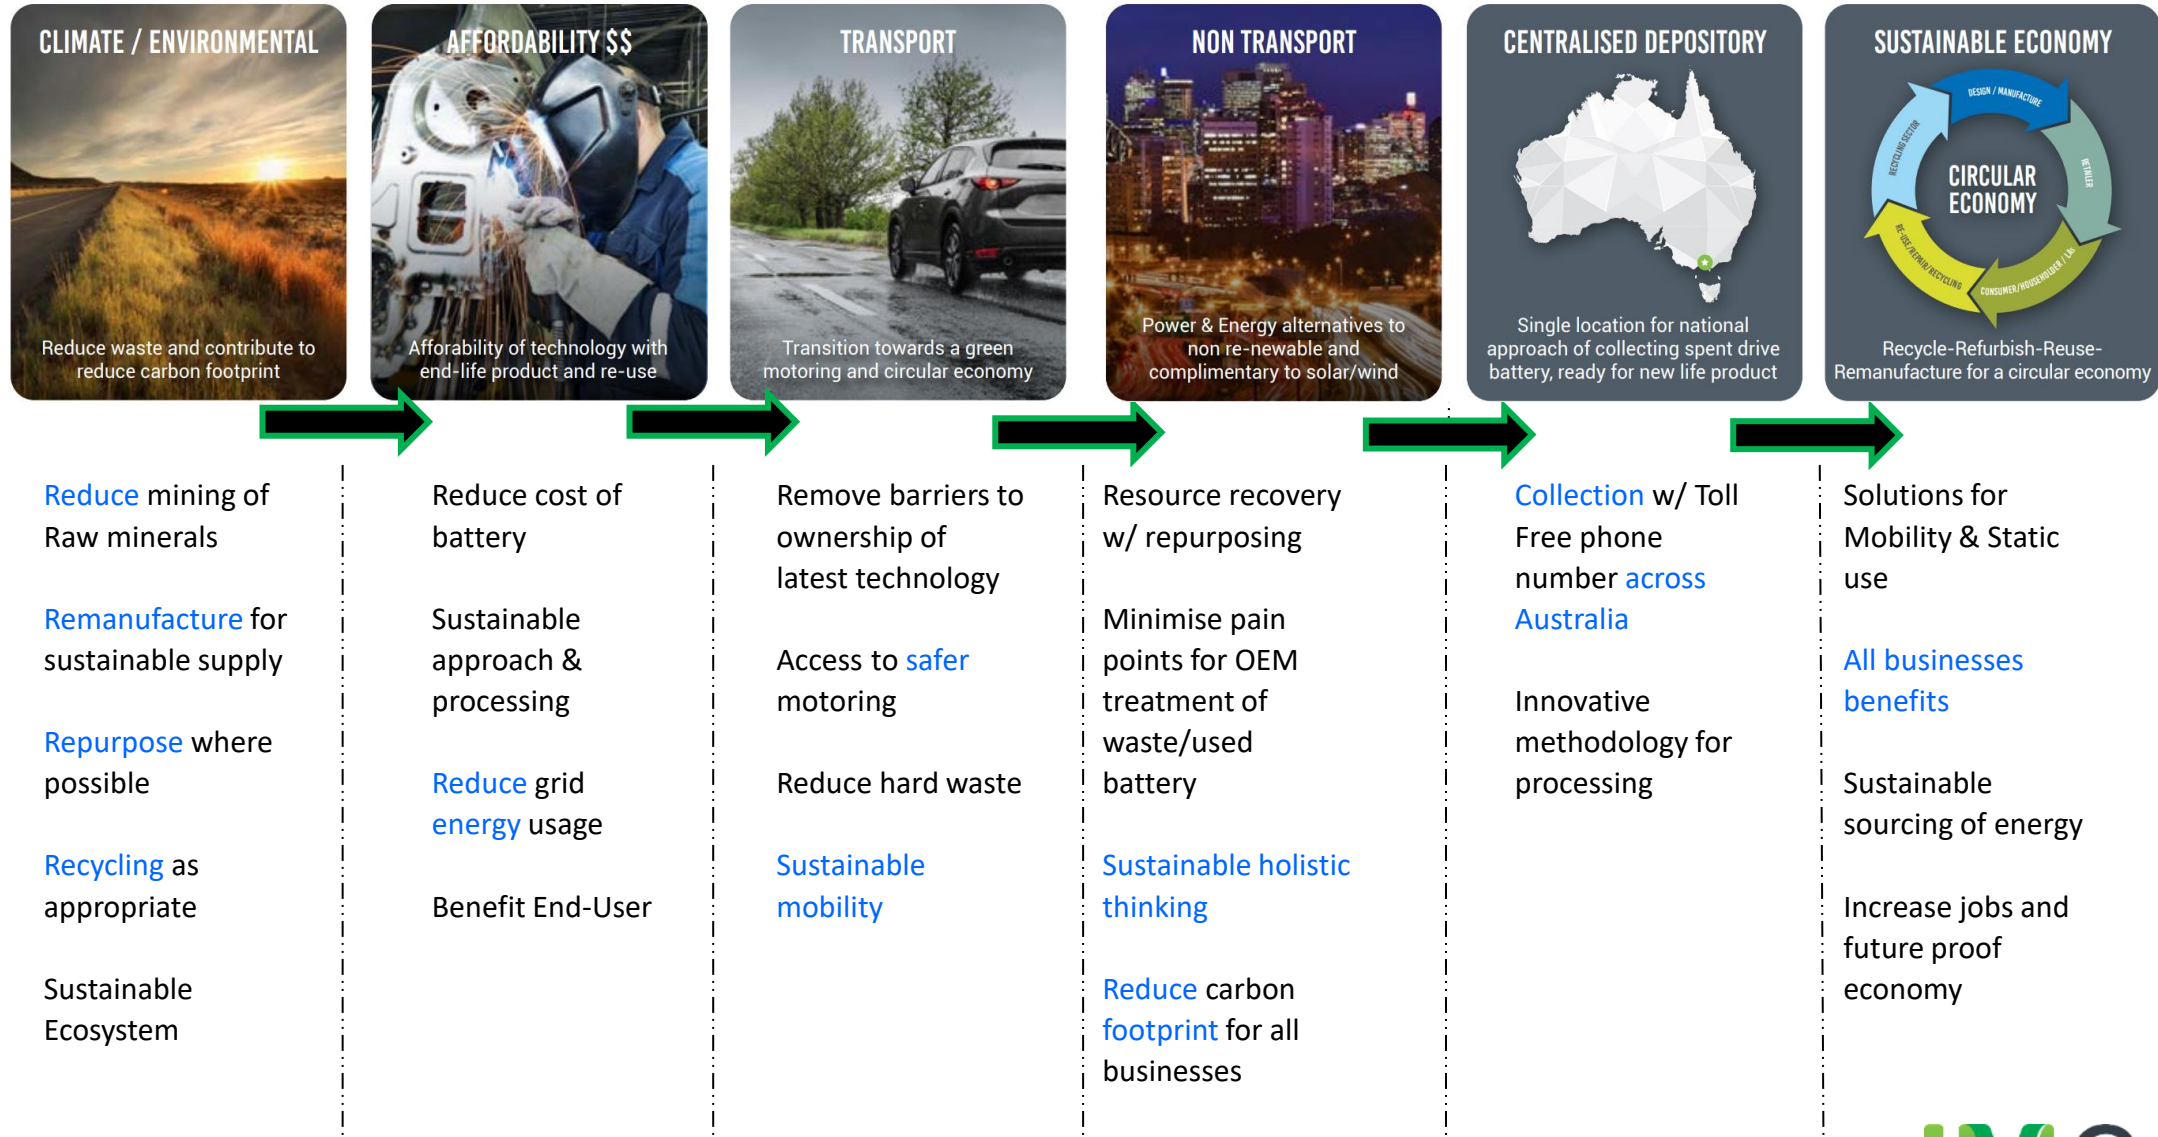 CLIMATE / ENVIRONMENTAL
Reduce waste and contribute to
reduce carbon footprint
AFFORDABILITY $$
Afforability of technology with
end-life product and re-use
TRANSPORT
Transition towards a green
motoring and circular economy
NON TRANSPORT
Power & Energy alternatives to
non re-newable and
complimentary to solar/wind
CENTRALISED DEPOSITORY
Single location for national
approach of collecting spent drive
battery, ready for new life product
SUSTAINABLE ECONOMY
DESIGN / MANUFACTURE
RETAILER
CONSUMER/HOUSEHOLDER / LAs
RE-USE/REPAIR/RECYCLING
RECYCLING SECTOR
CIRCULAR
ECONOMY
Recycle-Refurbish-Reuse-
Remanufacture for a circular economy
Reduce mining of
Raw minerals
Remanufacture for
sustainable supply
Repurpose where
possible
Recycling as
appropriate
Sustainable
Ecosystem
Reduce cost of
battery
Sustainable
approach &
processing
Reduce grid
energy usage
Benefit End-User
Remove barriers to
ownership of
latest technology
Access to safer
motoring
Reduce hard waste
Sustainable
mobility
Resource recovery
w/ repurposing
Minimise pain
points for OEM
treatment of
waste/used
battery
Sustainable holistic
thinking
Reduce carbon
footprint for all
businesses
Collection w/ Toll
Free phone
number across
Australia
Innovative
methodology for
processing
Solutions for
Mobility & Static
use
All businesses
benefits
Sustainable
sourcing of energy
Increase jobs and
future proof
economy